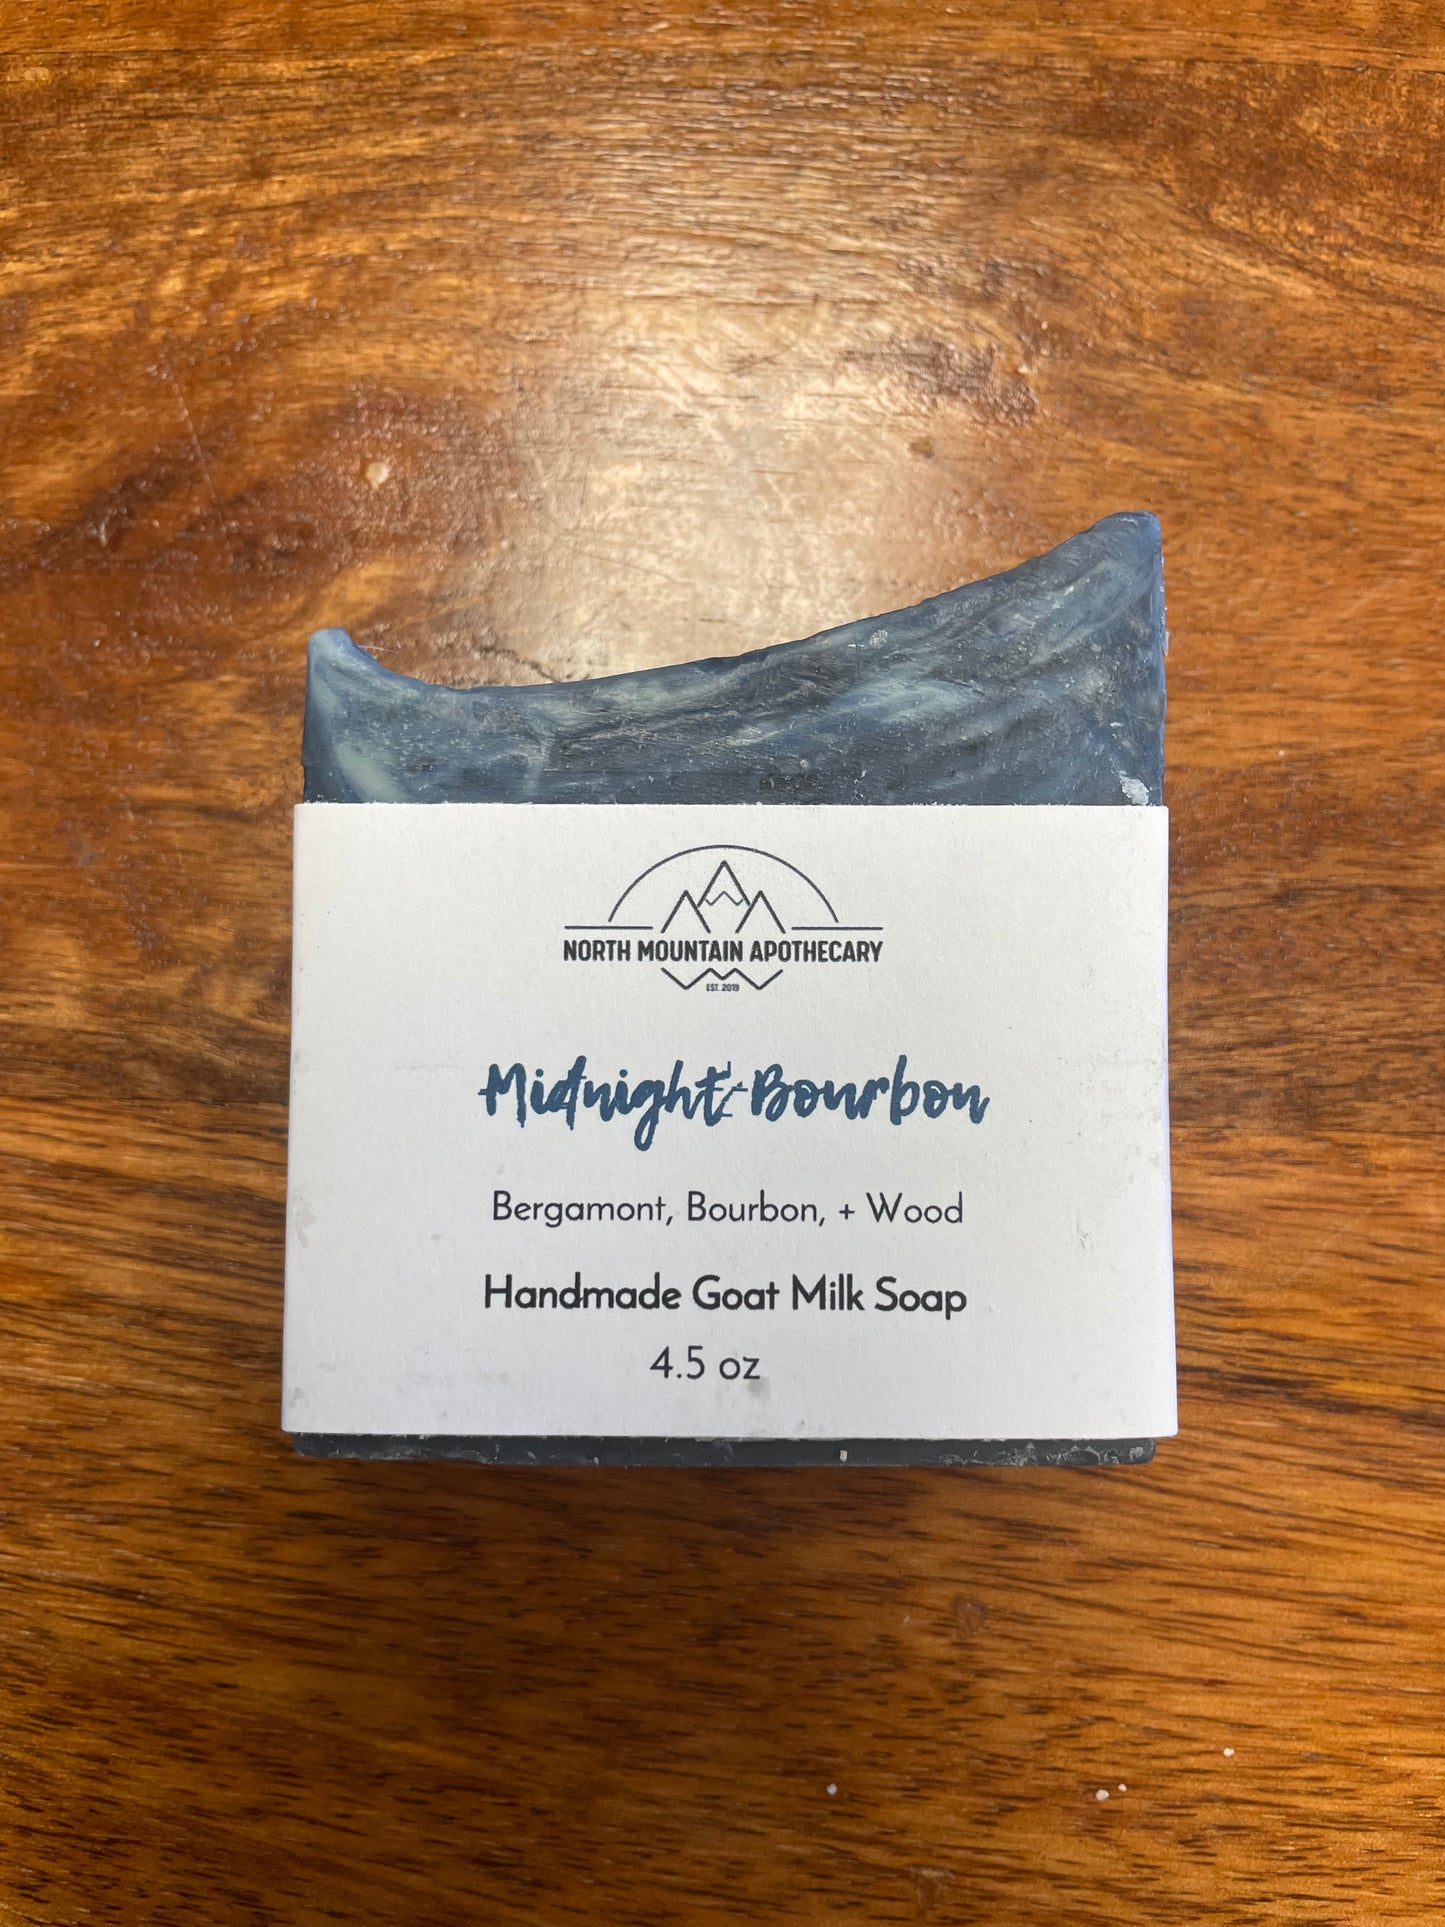 NORTH MOUNTAIN APOTHECARY
EST. 2019
Midnight Bourbon
Bergamont, Bourbon, + Wood
Handmade Goat Milk Soap
4.5 oz